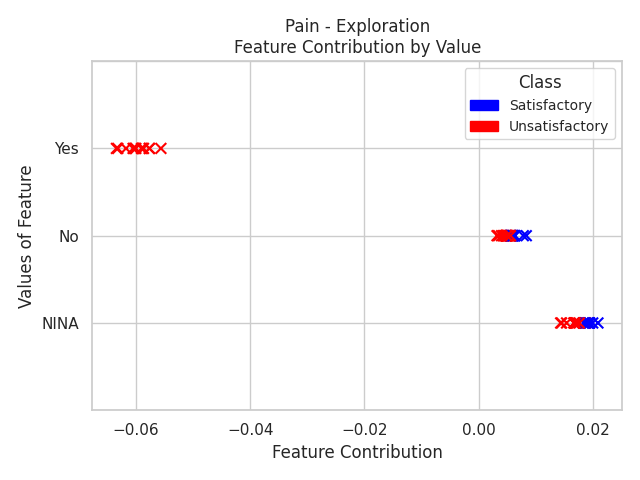 Pain - Exploration
Feature Contribution by Value
Class
Satisfactory
Unsatisfactory
Values of Feature
Yes
No
NINA
−0.06
−0.04
−0.02
0.00
0.02
Feature Contribution